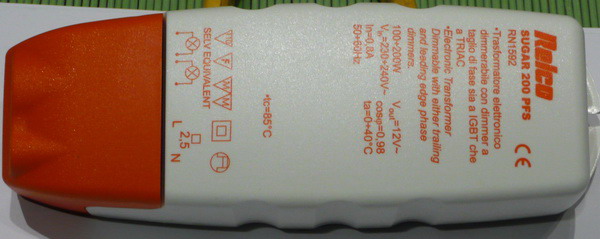 Relco
SUGAR 200 PFS
RN1592
CE
•Trasformatore elettronico
dimmerabile con dimmer a
taglio di fase sia a IGBT che
a TRIAC
•Electronic Transformer
Dimmable with either trailling
and leading edge phase
dimmers.
100÷200W Vout=12V~
Vin=230÷240V~ cosφ=0,98
In=0,8A ta=0÷40°C
50÷60Hz
•tc=85°C
F
SELV EQUIVALENT
L 2,5 N